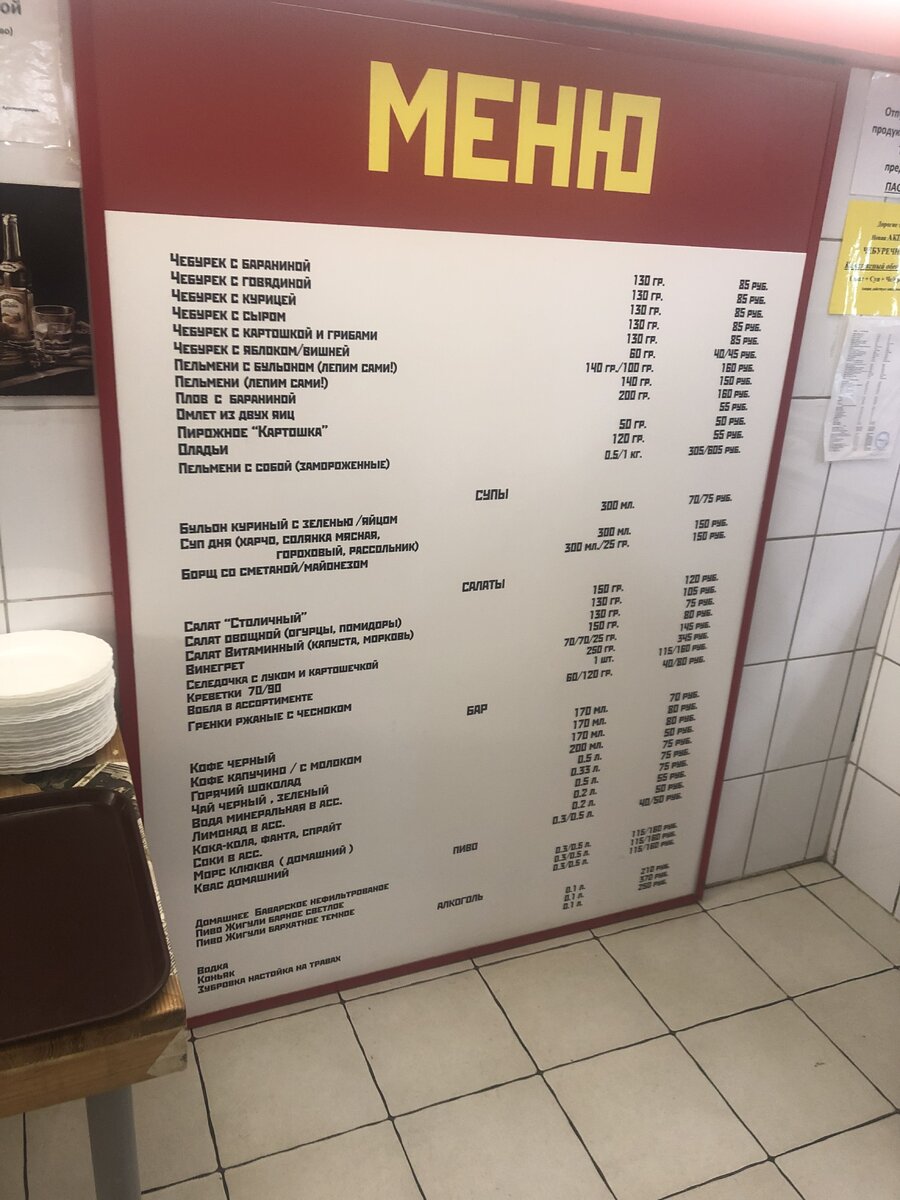 МЕНЮ
Чебурек с бараниной 130 гр. 85 руб.
Чебурек с говядиной 130 гр. 85 руб.
Чебурек с курицей 130 гр. 85 руб.
Чебурек с сыром 130 гр. 85 руб.
Чебурек с картошкой и грибами 130 гр. 85 руб.
Чебурек с яблоком/вишней 60 гр. 40/45 руб.
Пельмени с бульоном (лепим сами!) 140 гр./100 гр. 160 руб.
Пельмени (лепим сами!) 140 гр. 150 руб.
Плов с бараниной 200 гр. 160 руб.
Омлет из двух яиц 55 руб.
Пирожное "Картошка" 50 гр. 50 руб.
Оладьи 120 гр. 55 руб.
Пельмени с собой (замороженные) 0.5/1 кг. 305/605 руб.
СУПЫ
Бульон куриный с зеленью /яйцом 300 мл. 70/75 руб.
Суп дня (харчо, солянка мясная, 300 мл. 150 руб.
гороховый, рассольник)
Борщ со сметаной/майонезом 300 мл./25 гр. 150 руб.
САЛАТЫ
Салат "Столичный" 150 гр. 120 руб.
Салат овощной (огурцы, помидоры) 130 гр. 105 руб.
Салат Витаминный (капуста, морковь) 130 гр. 75 руб.
Винегрет 150 гр. 80 руб.
Селедочка с луком и картошечкой 70/70/25 гр. 145 руб.
Креветки 70/90 250 гр. 345 руб.
Вобла в ассортименте 1 шт. 115/160 руб.
Гренки ржаные с чесноком 60/120 гр. 40/80 руб.
БАР
Кофе черный 170 мл. 70 руб.
Кофе капучино / с молоком 170 мл. 80 руб.
Горячий шоколад 170 мл. 80 руб.
Чай черный , зеленый 200 мл. 50 руб.
Вода минеральная в асс. 0.5 л. 75 руб.
Лимонад в асс. 0.33 л. 75 руб.
Кока-кола, фанта, спрайт 0.5 л. 75 руб.
Соки в асс. 0.2 л. 55 руб.
Морс клюква ( домашний ) 0.2 л. 50 руб.
Квас домашний 0.3/0.5 л. 40/50 руб.
ПИВО
Домашнее Баварское нефильтрованое 0.3/0.5 л.
Пиво Жигули барное светлое 0.3/0.5 л. 115/160 руб.
Пиво Жигули бархатное темное 0.3/0.5 л. 115/160 руб.
АЛКОГОЛЬ
Водка 0.1 л. 210 руб.
Коньяк 0.1 л. 370 руб.
Зубровка настойка на травах 0.1 л. 250 руб.